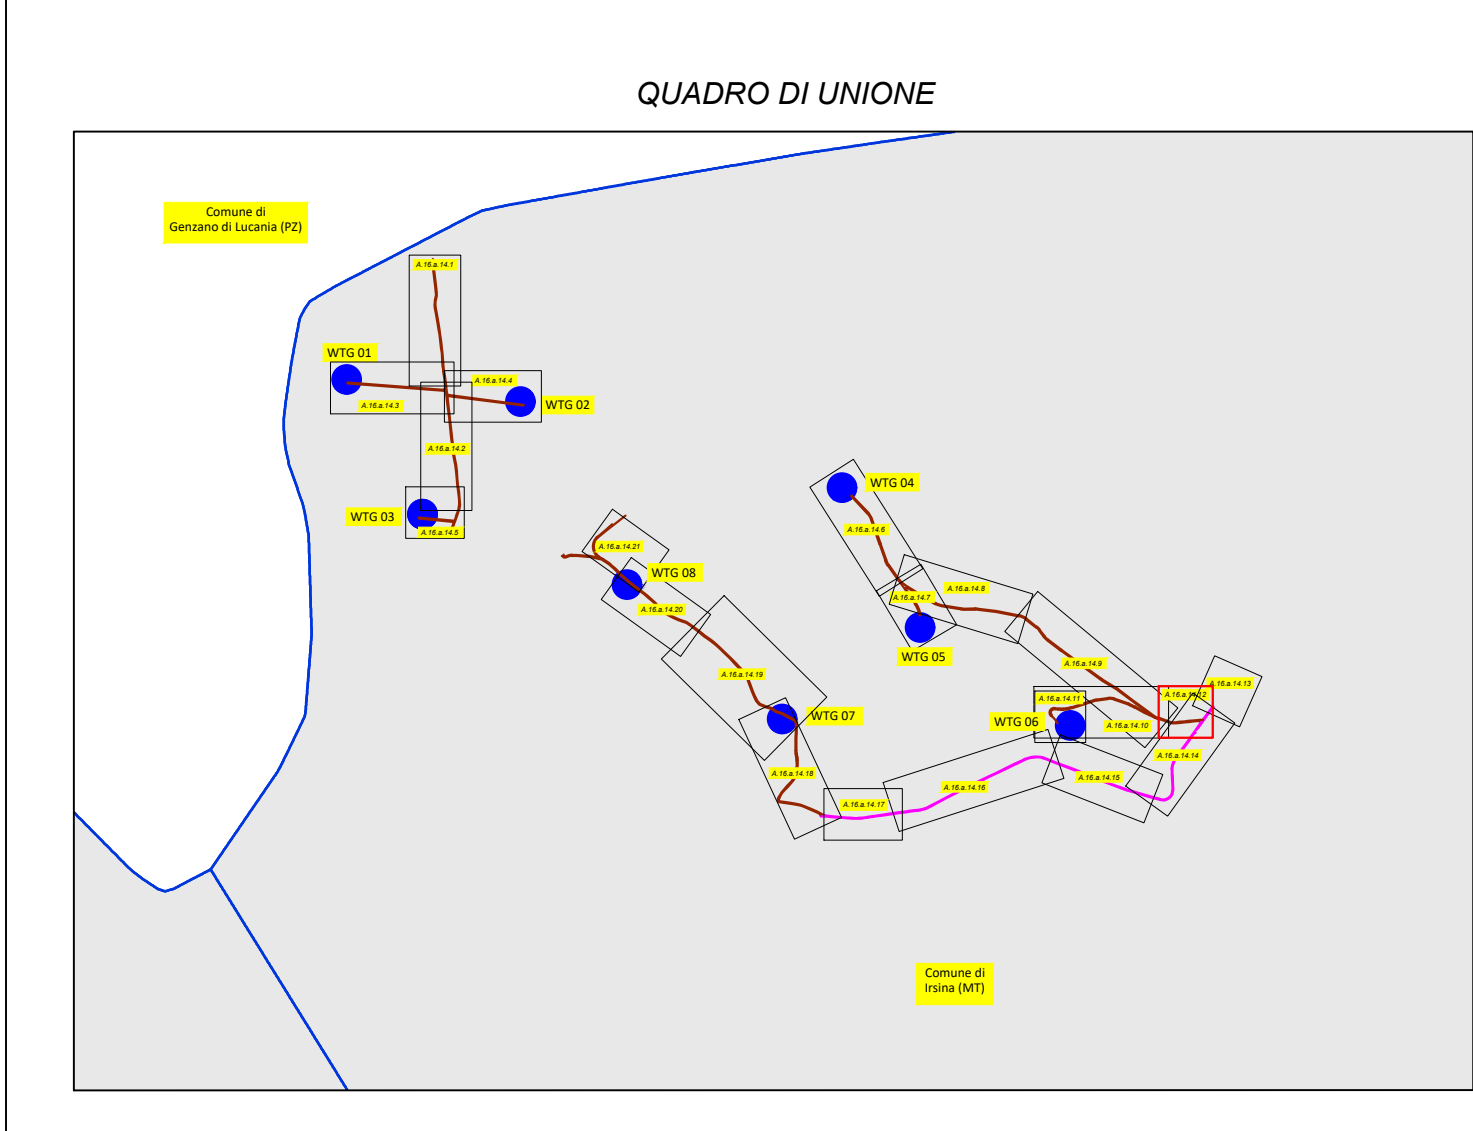 QUADRO DI UNIONE
Comune di
Genzano di Lucania (PZ)
A.16.a.14.1
WTG 01
A.16.a.14.4
A.16.a.14.3
WTG 02
A.16.a.14.2
WTG 03
A.16.a.14.5
WTG 04
A.16.a.14.6
A.16.a.14.21
WTG 08
A.16.a.14.20
A.16.a.14.8
A.16.a.14.7
WTG 05
A.16.a.14.9
A.16.a.14.19
A.16.a.14.13
A.16.a.14.12
A.16.a.14.11
WTG 07
WTG 06
A.16.a.14.10
A.16.a.14.14
A.16.a.14.18
A.16.a.14.15
A.16.a.14.16
A.16.a.14.17
Comune di
Irsina (MT)